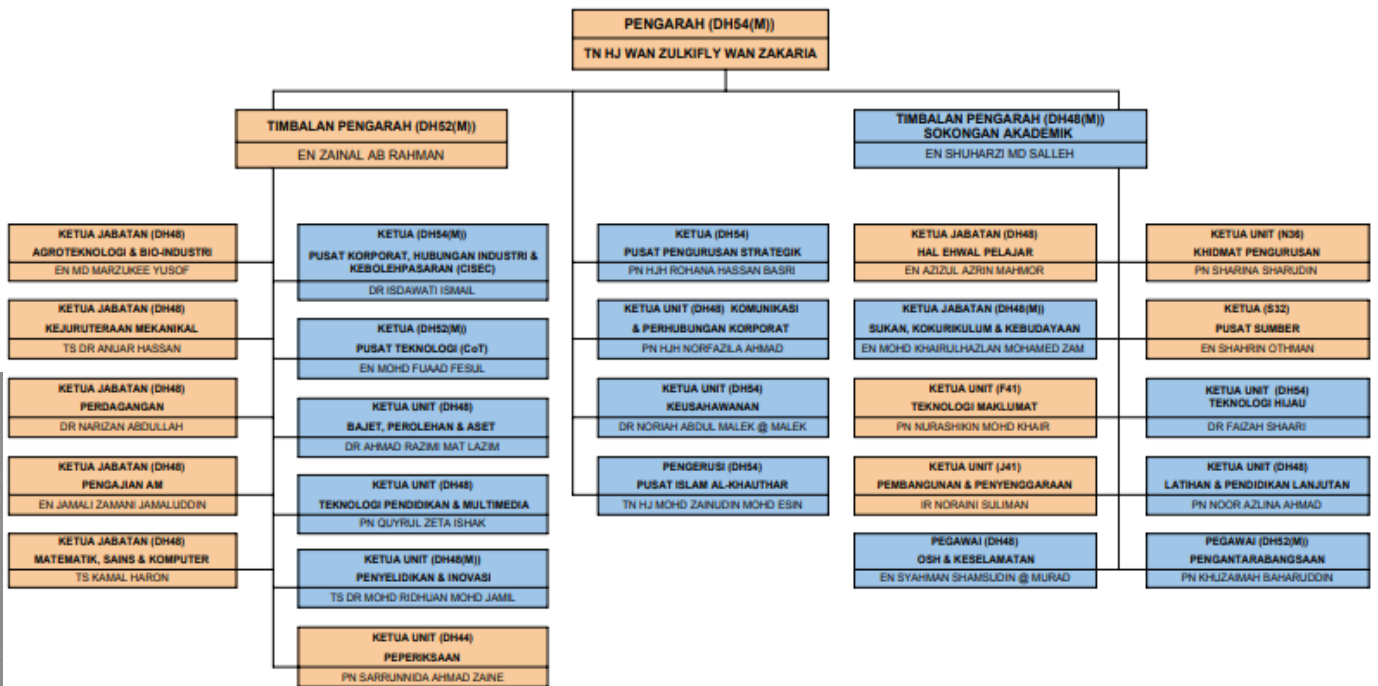 PENGARAH (DH54(M))
TN HJ WAN ZULKIFLY WAN ZAKARIA
TIMBALAN PENGARAH (DH52(M))
EN ZAINAL AB RAHMAN
TIMBALAN PENGARAH (DH48(M))
SOKONGAN AKADEMIK
EN SHUHARZI MD SALLEH
KETUA JABATAN (DH48)
AGROTEKNOLOGI & BIO-INDUSTRI
EN MD MARZUKEE YUSOF
KETUA JABATAN (DH48)
KEJURUTERAAN MEKANIKAL
TS DR ANUAR HASSAN
KETUA JABATAN (DH48)
PERDAGANGAN
DR NARIZAN ABDULLAH
KETUA JABATAN (DH48)
PENGAJIAN AM
EN JAMALI ZAMANI JAMALUDDIN
KETUA JABATAN (DH48)
MATEMATIK, SAINS & KOMPUTER
TS KAMAL HARON
KETUA (DH54(M))
PUSAT KORPORAT, HUBUNGAN INDUSTRI &
KEBOLEHPASARAN (CISEC)
DR ISDAWATI ISMAIL
KETUA (DH52(M))
PUSAT TEKNOLOGI (CoT)
EN MOHD FUAAD FESUL
KETUA UNIT (DH48)
BAJET, PEROLEHAN & ASET
DR AHMAD RAZIMI MAT LAZIM
KETUA UNIT (DH48)
TEKNOLOGI PENDIDIKAN & MULTIMEDIA
PN QUYRUL ZETA ISHAK
KETUA UNIT (DH48(M))
PENYELIDIKAN & INOVASI
TS DR MOHD RIDHUAN MOHD JAMIL
KETUA UNIT (DH44)
PEPERIKSAAN
PN SARRUNNIDA AHMAD ZAINE
KETUA (DH54)
PUSAT PENGURUSAN STRATEGIK
PN HJH ROHANA HASSAN BASRI
KETUA UNIT (DH48) KOMUNIKASI
& PERHUBUNGAN KORPORAT
PN HJH NORFAZILA AHMAD
KETUA UNIT (DH54)
KEUSAHAWANAN
DR NORIAH ABDUL MALEK @ MALEK
PENGERUSI (DH54)
PUSAT ISLAM AL-KHAUTHAR
TN HJ MOHD ZAINUDIN MOHD ESIN
KETUA JABATAN (DH48)
HAL EHWAL PELAJAR
EN AZIZUL AZRIN MAHMOR
KETUA JABATAN (DH48(M))
SUKAN, KOKURIKULUM & KEBUDAYAAN
EN MOHD KHAIRULHAZLAN MOHAMED ZAM
KETUA UNIT (F41)
TEKNOLOGI MAKLUMAT
PN NURASHIKIN MOHD KHAIR
KETUA UNIT (J41)
PEMBANGUNAN & PENYENGGARAAN
IR NORAINI SULIMAN
PEGAWAI (DH48)
OSH & KESELAMATAN
EN SYAHMAN SHAMSUDIN @ MURAD
KETUA UNIT (N36)
KHIDMAT PENGURUSAN
PN SHARINA SHARUDIN
KETUA (S32)
PUSAT SUMBER
EN SHAHRIN OTHMAN
KETUA UNIT (DH54)
TEKNOLOGI HIJAU
DR FAIZAH SHAARI
KETUA UNIT (DH48)
LATIHAN & PENDIDIKAN LANJUTAN
PN NOOR AZLINA AHMAD
PEGAWAI (DH52(M))
PENGANTARABANGSAAN
PN KHUZAIMAH BAHARUDDIN